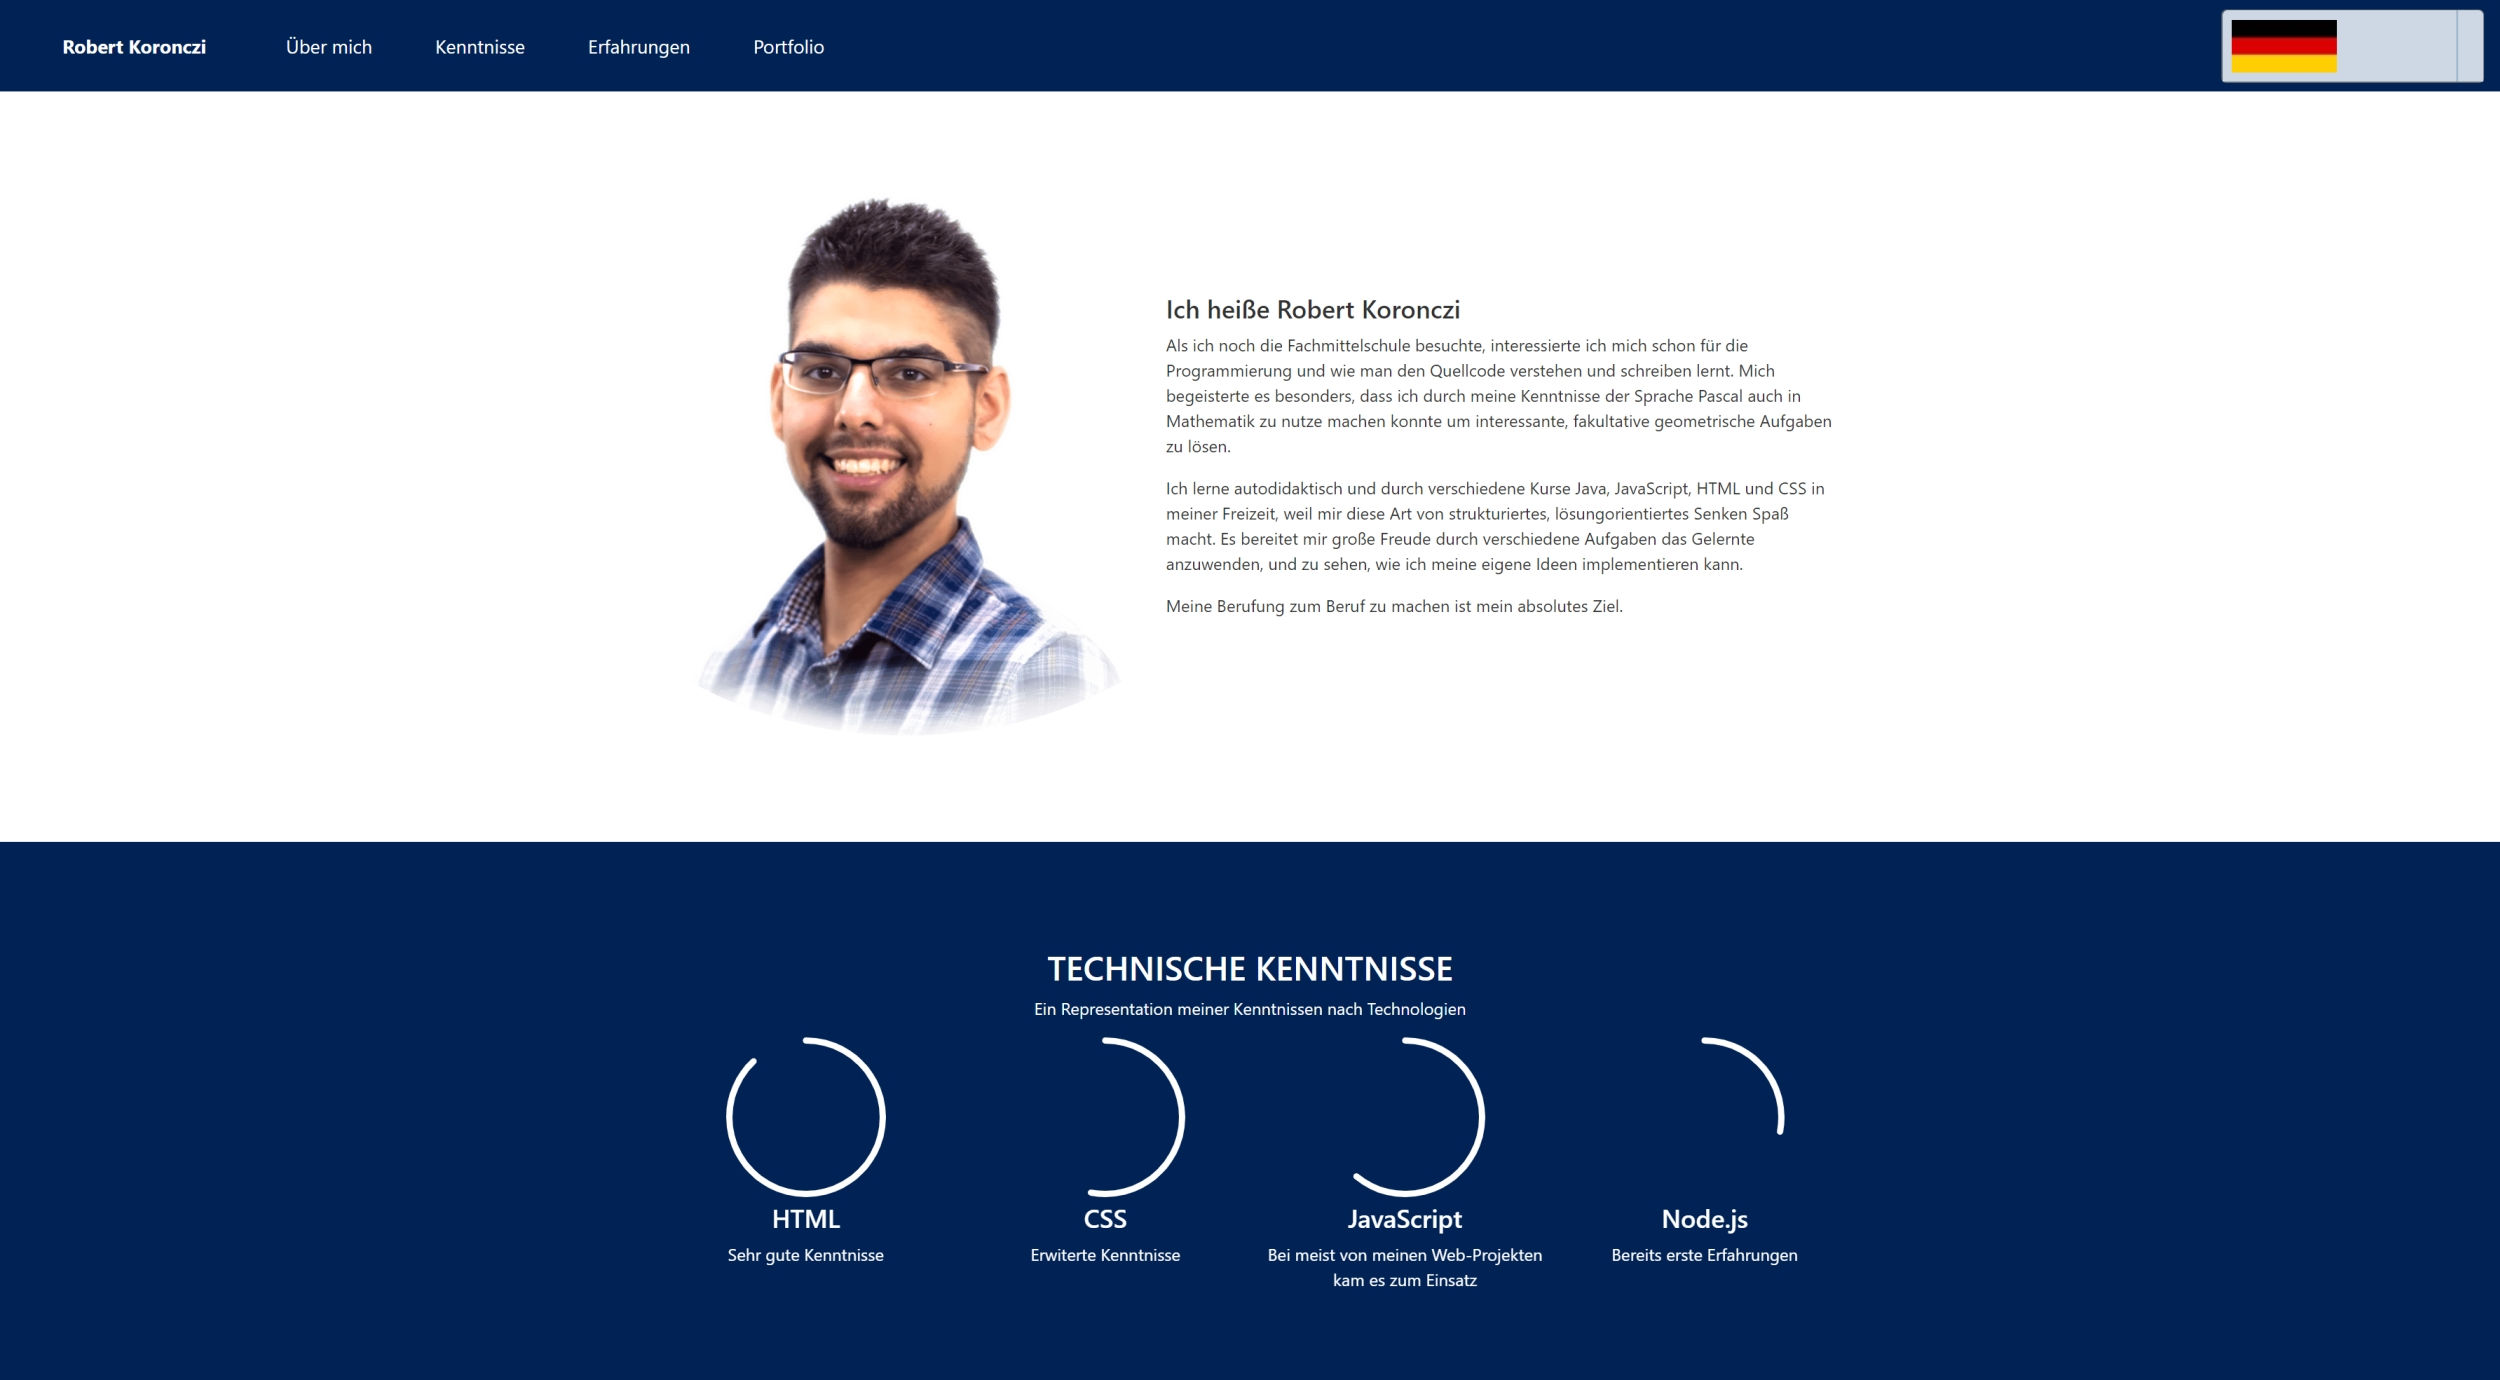 Robert Koronczi Über mich Kenntnisse Erfahrungen Portfolio
Ich heiße Robert Koronczi
Als ich noch die Fachmittelschule besuchte, interessierte ich mich schon für die
Programmierung und wie man den Quellcode verstehen und schreiben lernt. Mich
begeisterte es besonders, dass ich durch meine Kenntnisse der Sprache Pascal auch in
Mathematik zu nutze machen konnte um interessante, fakultative geometrische Aufgaben
zu lösen.
Ich lerne autodidaktisch und durch verschiedene Kurse Java, JavaScript, HTML und CSS in
meiner Freizeit, weil mir diese Art von strukturiertes, lösungorientiertes Senken Spaß
macht. Es bereitet mir große Freude durch verschiedene Aufgaben das Gelernte
anzuwenden, und zu sehen, wie ich meine eigene Ideen implementieren kann.
Meine Berufung zum Beruf zu machen ist mein absolutes Ziel.
TECHNISCHE KENNTNISSE
Ein Representation meiner Kenntnissen nach Technologien
HTML
Sehr gute Kenntnisse
CSS
Erwiterte Kenntnisse
JavaScript
Bei meist von meinen Web-Projekten
kam es zum Einsatz
Node.js
Bereits erste Erfahrungen